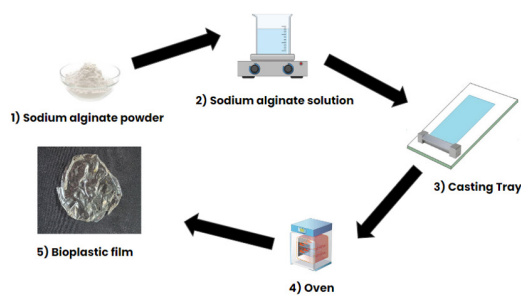 1) Sodium alginate powder
2) Sodium alginate solution
3) Casting Tray
4) Oven
5) Bioplastic film